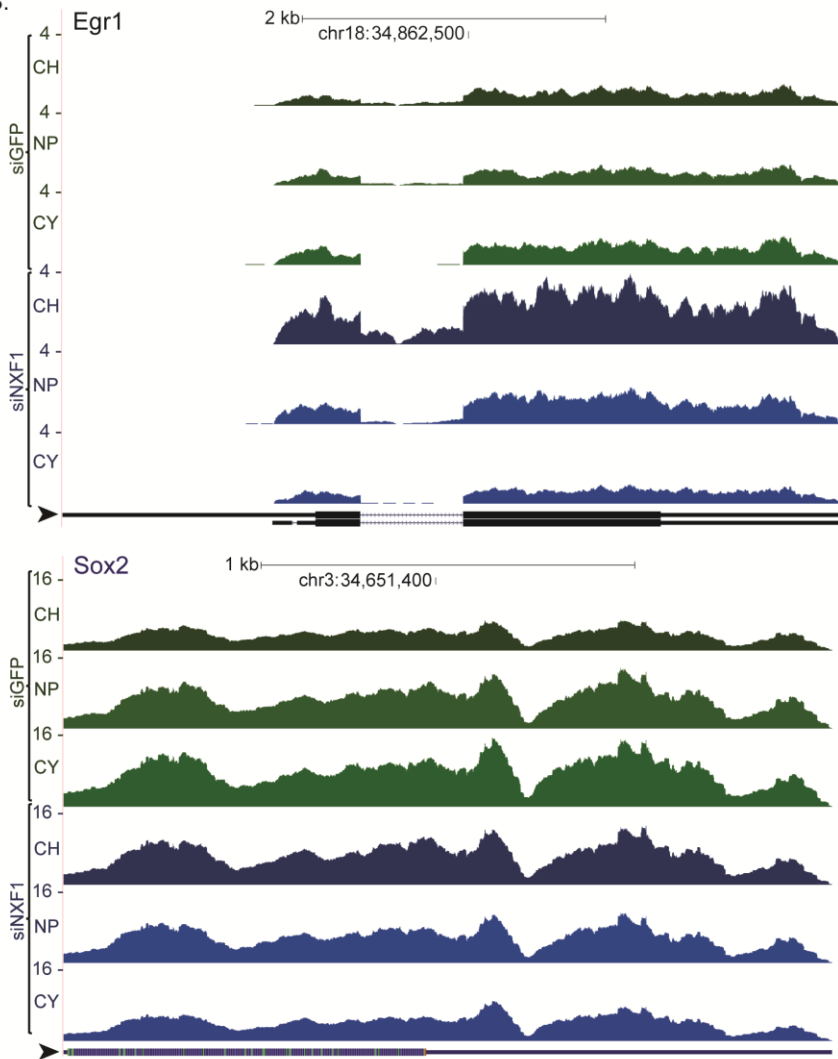 Egr1
2 kb
chr18:34,862,500
siGFP
4 -
CH
4 -
NP
4 -
CY
siNXF1
4 -
CH
4 -
NP
4 -
CY
Sox2
1 kb
chr3:34,651,400
siGFP
16 -
CH
16 -
NP
16 -
CY
siNXF1
16 -
CH
16 -
NP
16 -
CY